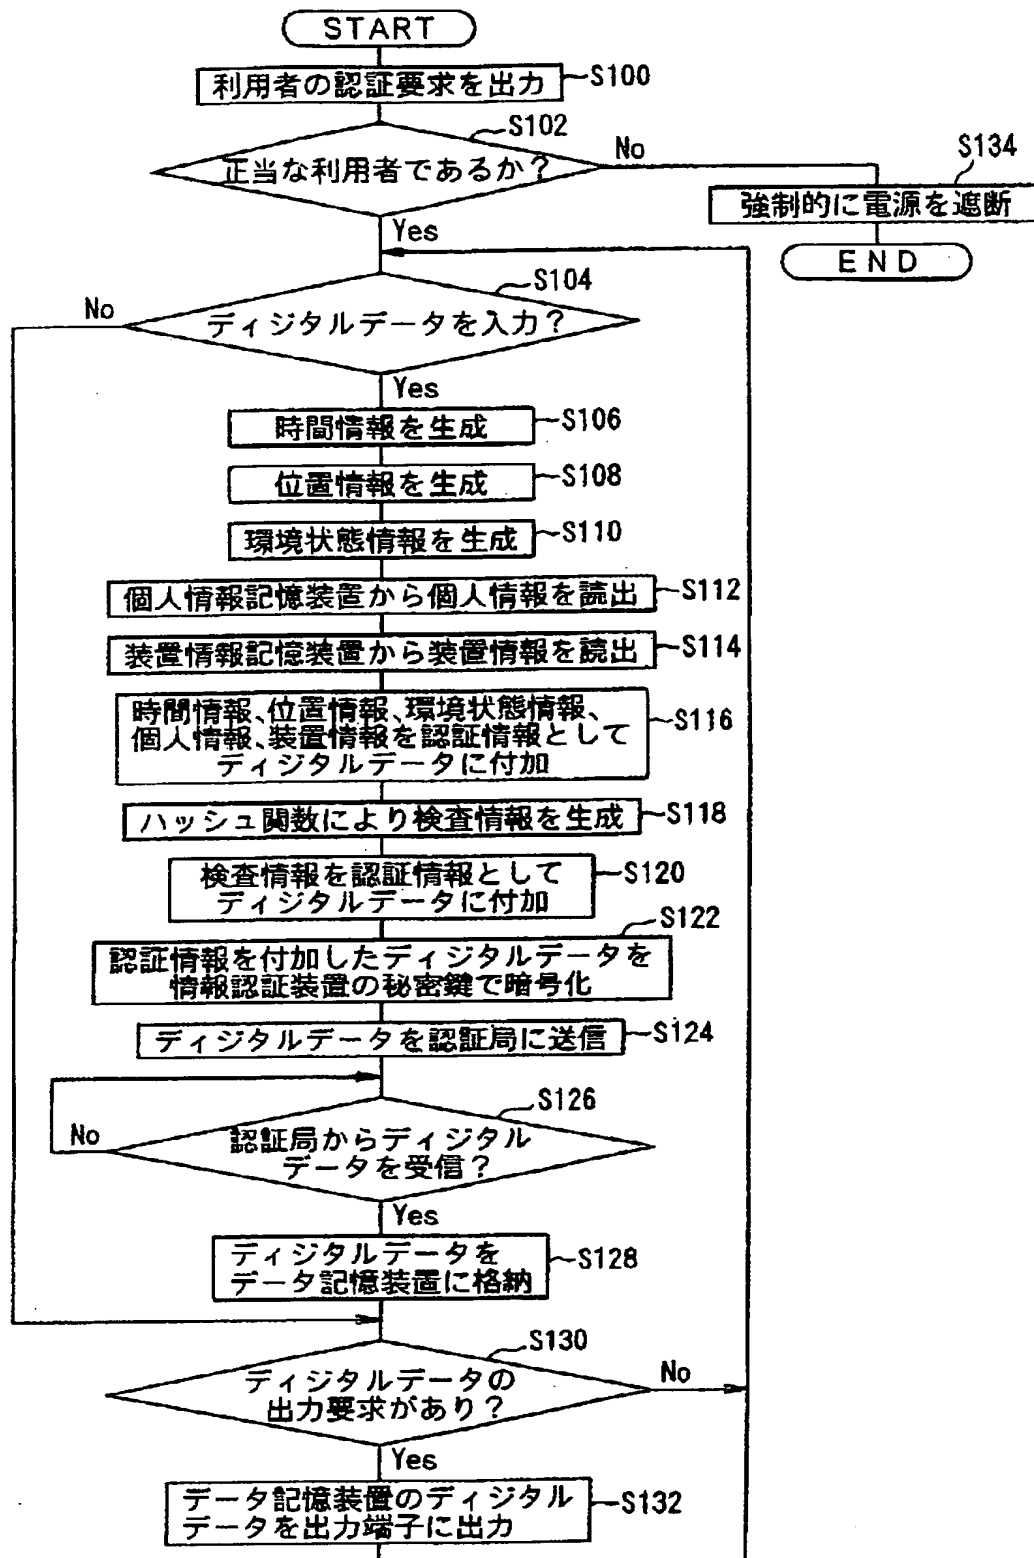 START
利用者の認証要求を出力
S100
正当な利用者であるか？
S102
No
S134
強制的に電源を遮断
END
Yes
ディジタルデータを入力？
S104
No
Yes
時間情報を生成
S106
位置情報を生成
S108
環境状態情報を生成
S110
個人情報記憶装置から個人情報を読出
S112
装置情報記憶装置から装置情報を読出
S114
時間情報、位置情報、環境状態情報、
個人情報、装置情報を認証情報として
ディジタルデータに付加
S116
ハッシュ関数により検査情報を生成
S118
検査情報を認証情報として
ディジタルデータに付加
S120
認証情報を付加したディジタルデータを
情報認証装置の秘密鍵で暗号化
S122
ディジタルデータを認証局に送信
S124
認証局からディジタル
データを受信？
S126
No
Yes
ディジタルデータを
データ記憶装置に格納
S128
ディジタルデータの
出力要求があり？
S130
No
Yes
データ記憶装置のディジタル
データを出力端子に出力
S132